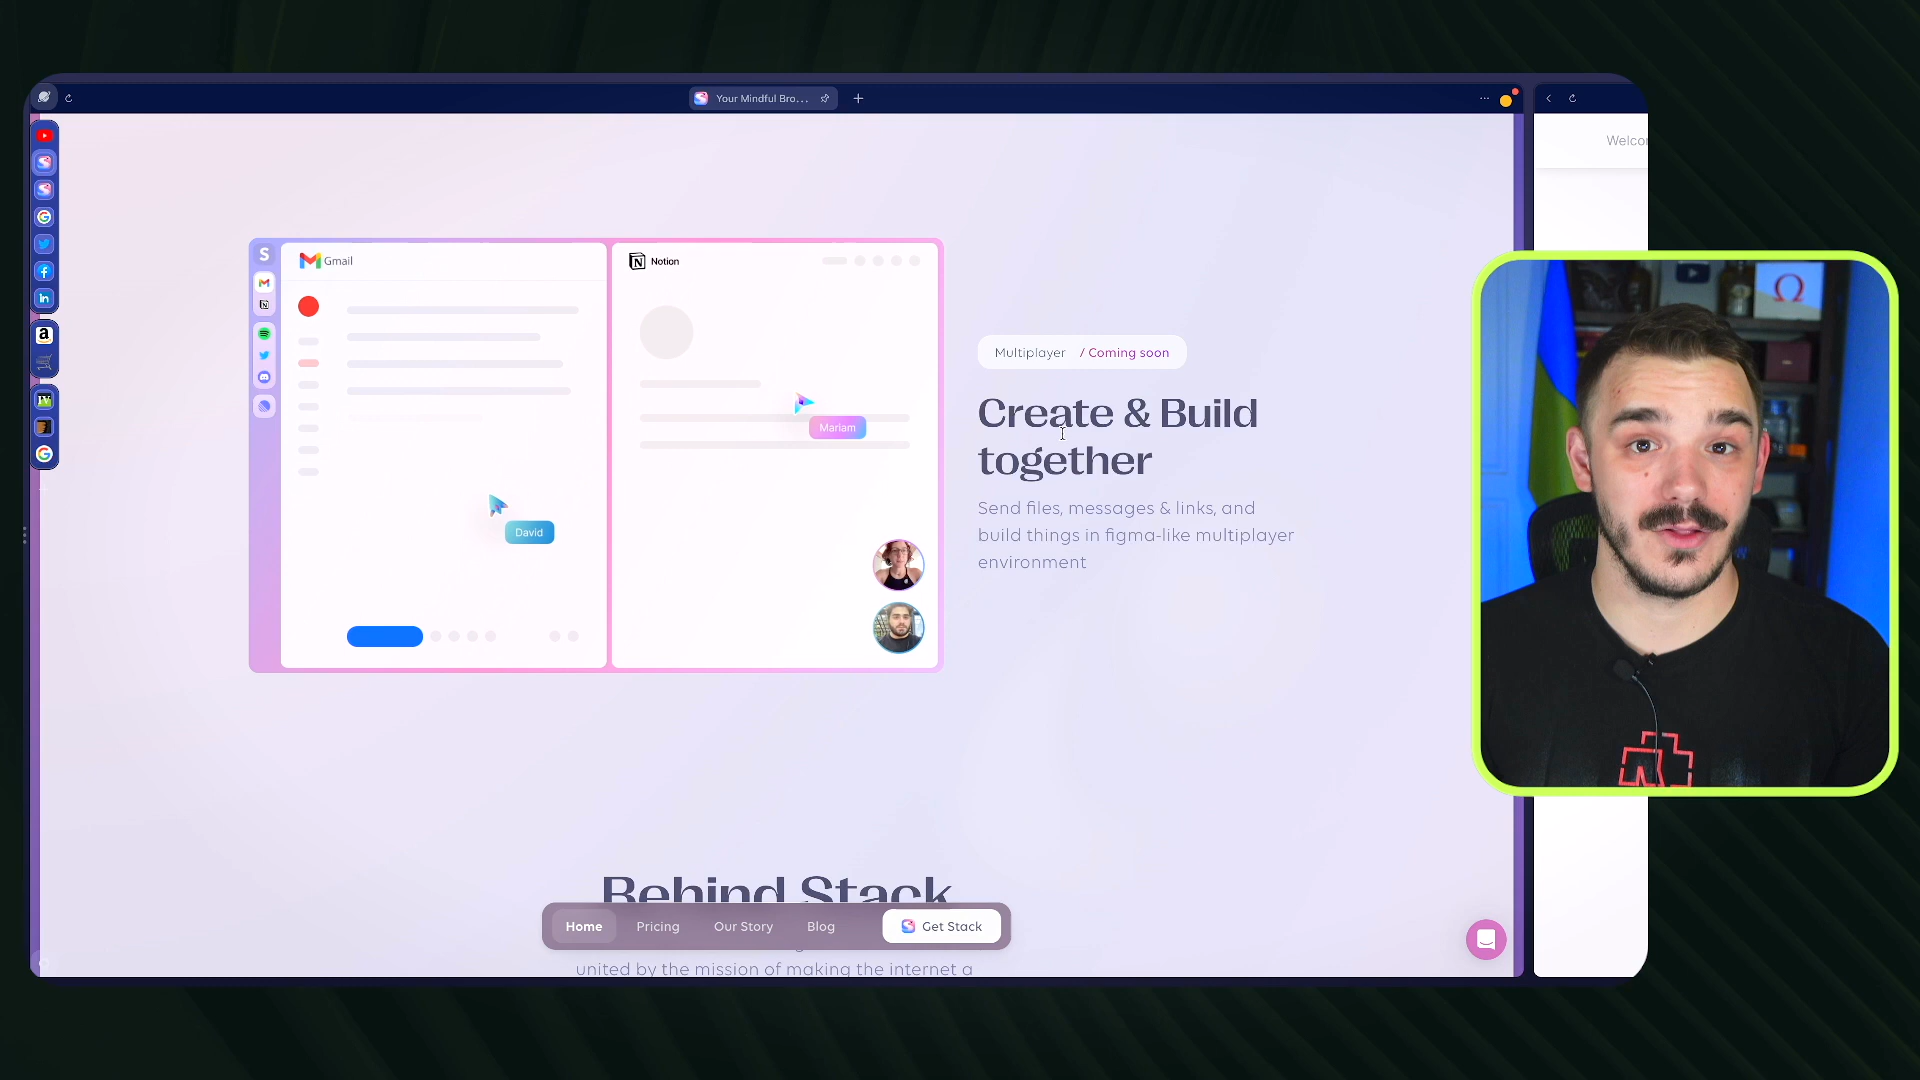 Your Mindful Bro...
Welco
S
Gmail
Notion
Mariam
David
Multiplayer / Coming soon
Create & Build
together
Send files, messages & links, and
build things in figma-like multiplayer
environment
Behind Stack
Home
Pricing
Our Story
Blog
Get Stack
united by the mission of making the internet a